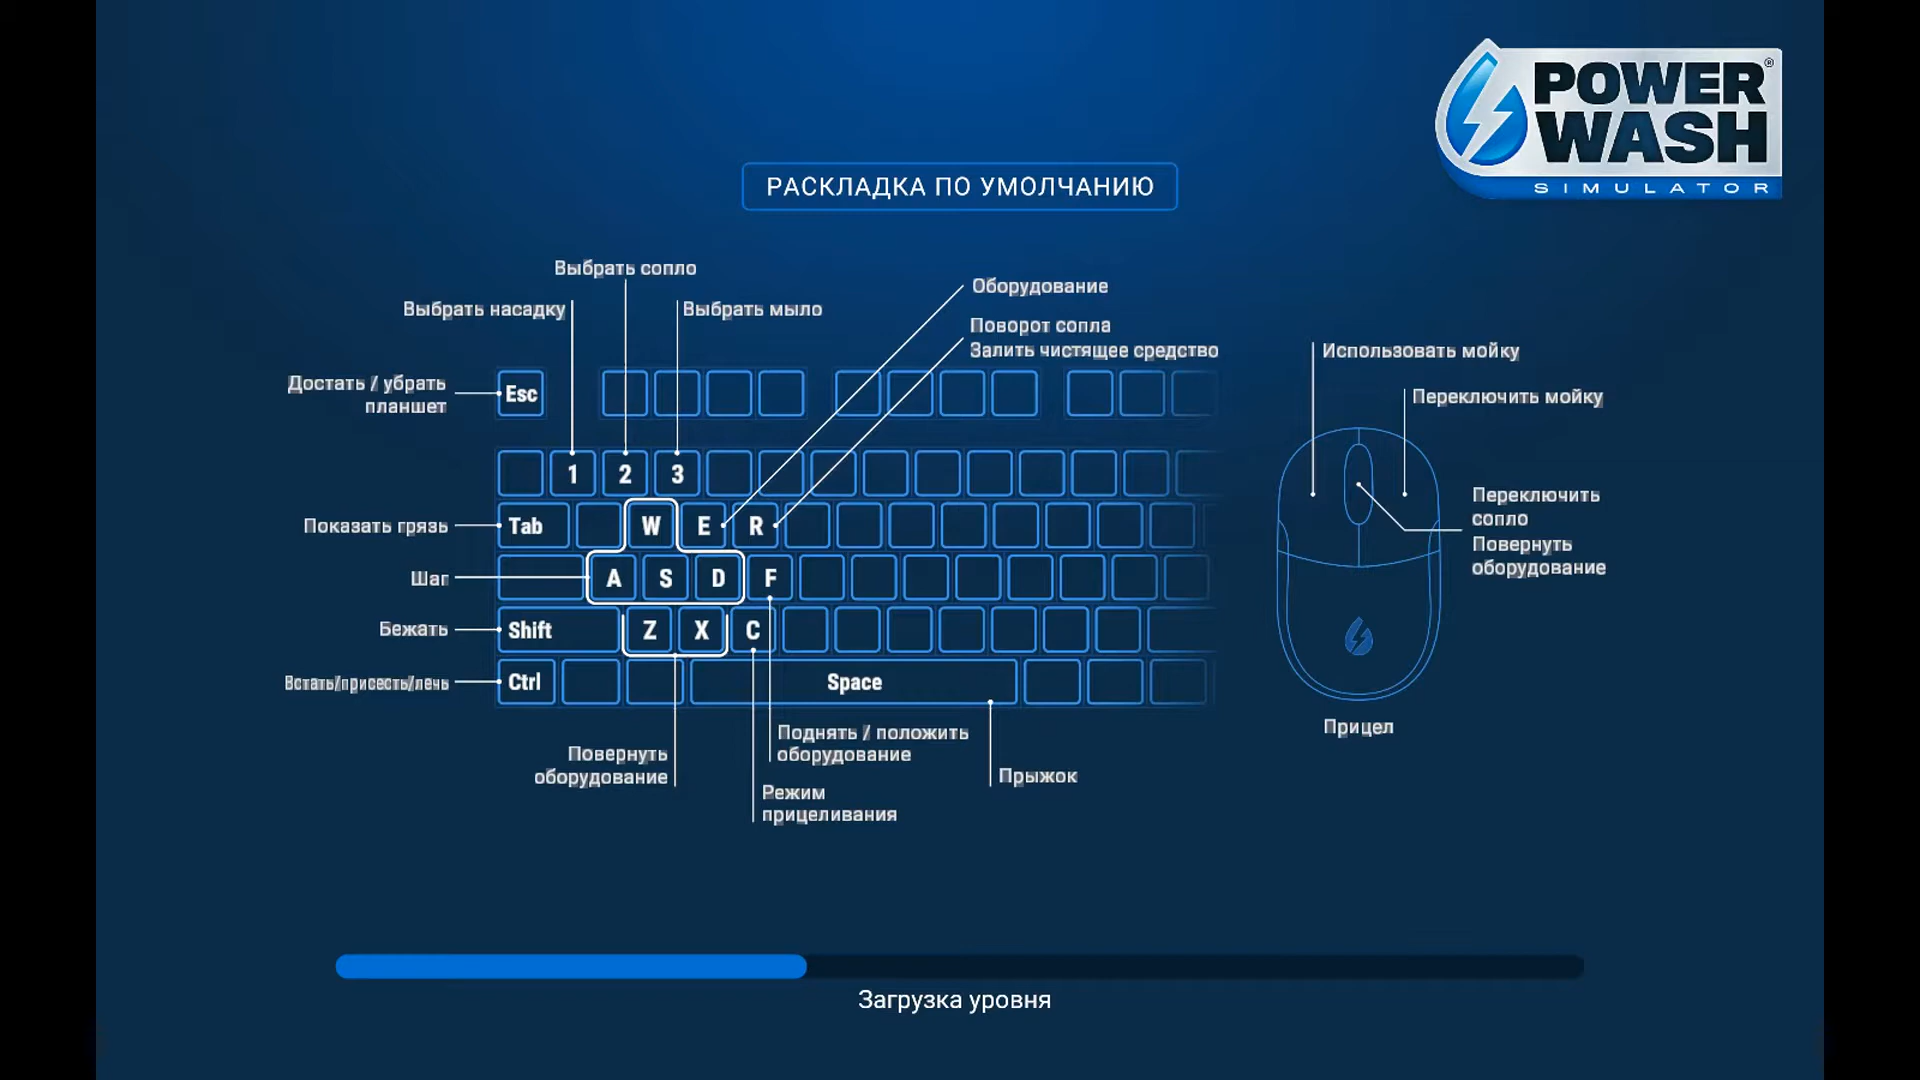 POWER
WASH
SIMULATOR
®
РАСКЛАДКА ПО УМОЛЧАНИЮ
Выбрать сопло
Выбрать насадку
Выбрать мыло
Оборудование
Поворот сопла
Залить чистящее средство
Использовать мойку
Переключить мойку
Достать / убрать
планшет
Esc
1 2 3
Показать грязь
Tab W E R
Переключить
сопло
Повернуть
оборудование
Шаг
A S D F
Бежать
Shift Z X C
Встать/присесть/лечь
Ctrl Space
Прицел
Поднять / положить
оборудование
Повернуть
оборудование
Прыжок
Режим
прицеливания
Загрузка уровня